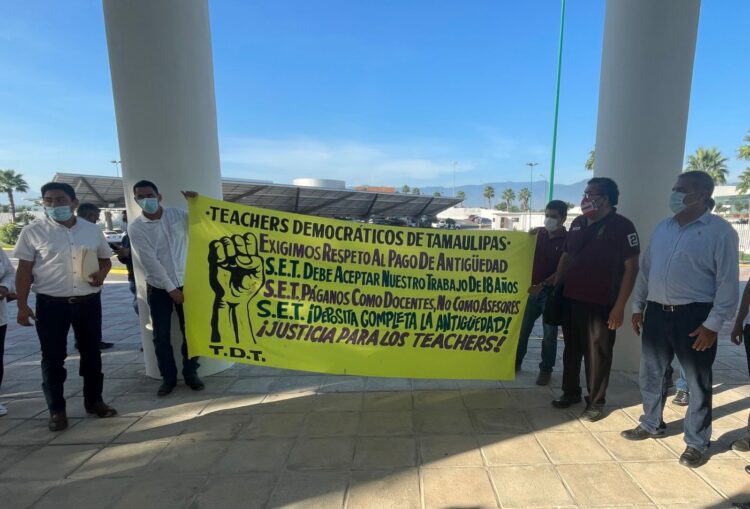 -TEACHERS DEMOCRÁTICOS DE TAMAULIPAS-
EXIGIMOS RESPETO AL PAGO DE ANTIGÜEDAD
S.E.T. DEBE ACEPTAR NUESTRO TRABAJO DE 18 AÑOS
S.E.T. PÁGANOS COMO DOCENTES, NO COMO ASESORES
S.E.T. ¡DEPSITA COMPLETA LA ANTIGÜEDAD!
¡JUSTICIA PARA LOS TEACHERS!
T.D.T.